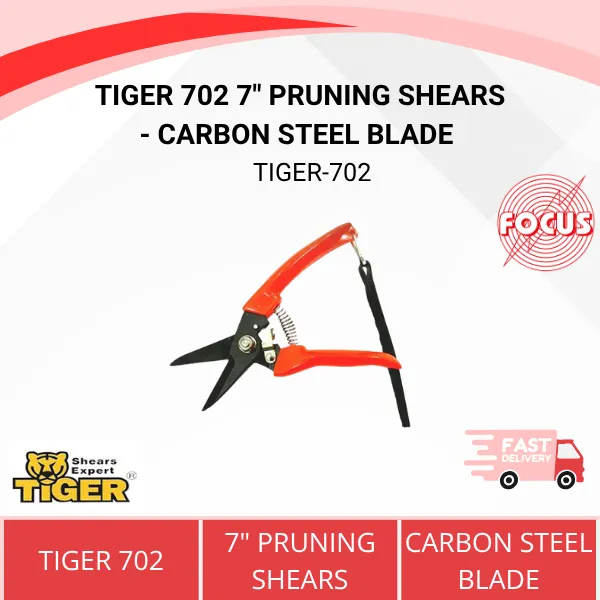 TIGER 702 7" PRUNING SHEARS
- CARBON STEEL BLADE
TIGER-702
FOCUS
Shears
Expert
TIGER®
FAST
DELIVERY
TIGER 702
7" PRUNING
SHEARS
CARBON STEEL
BLADE